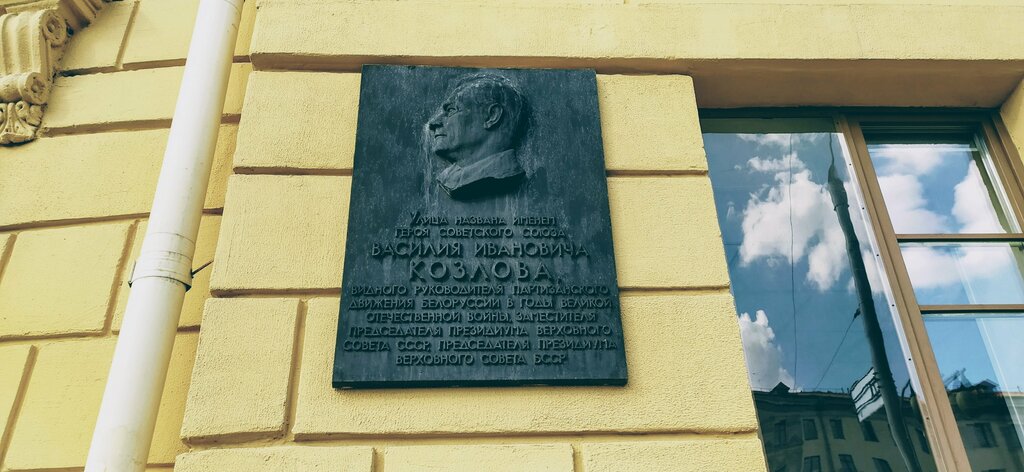 Улица названа именем
Героя Советского Союза
ВАСИЛИЯ ИВАНОВИЧА
КОЗЛОВА,
ВИДНОГО РУКОВОДИТЕЛЯ ПАРТИЗАНСКОГО
ДВИЖЕНИЯ БЕЛОРУССИИ В ГОДЫ ВЕЛИКОЙ
ОТЕЧЕСТВЕННОЙ ВОЙНЫ, ЗАМЕСТИТЕЛЯ
ПРЕДСЕДАТЕЛЯ ПРЕЗИДИУМА ВЕРХОВНОГО
СОВЕТА СССР, ПРЕДСЕДАТЕЛЯ ПРЕЗИДИУМА
ВЕРХОВНОГО СОВЕТА БССР